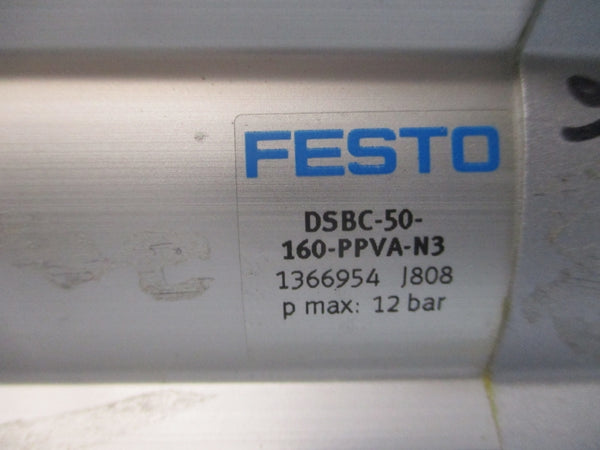 FESTO
DSBC-50-
160-PPVA-N3
1366954 J808
p max: 12 bar